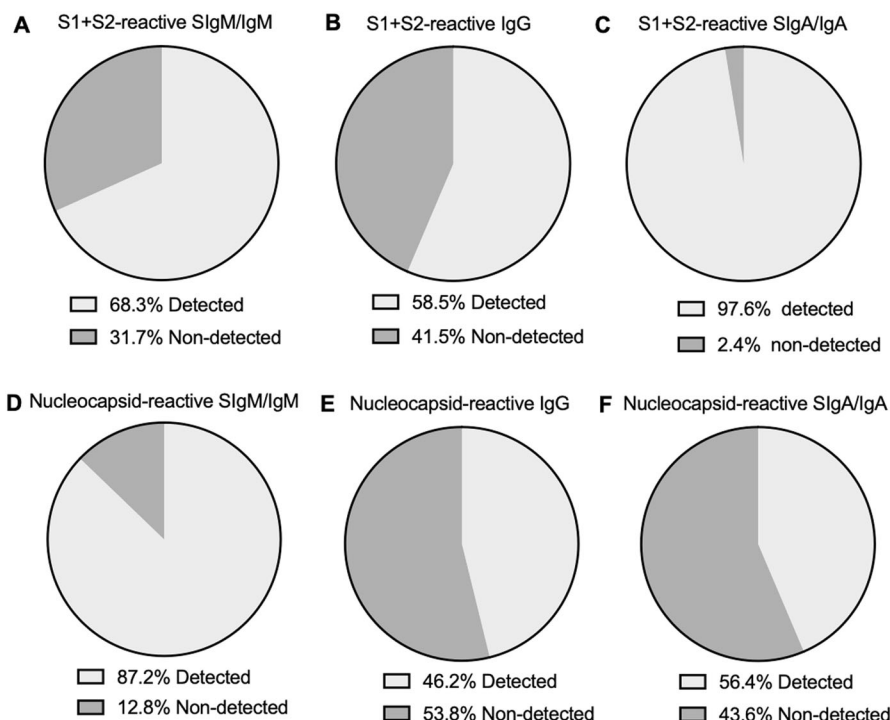 A S1+S2-reactive SIgM/IgM
B S1+S2-reactive IgG
C S1+S2-reactive SIgA/IgA
68.3% Detected
31.7% Non-detected
58.5% Detected
41.5% Non-detected
97.6% detected
2.4% non-detected
D Nucleocapsid-reactive SIgM/IgM
E Nucleocapsid-reactive IgG
F Nucleocapsid-reactive SIgA/IgA
87.2% Detected
12.8% Non-detected
46.2% Detected
53.8% Non-detected
56.4% Detected
43.6% Non-detected